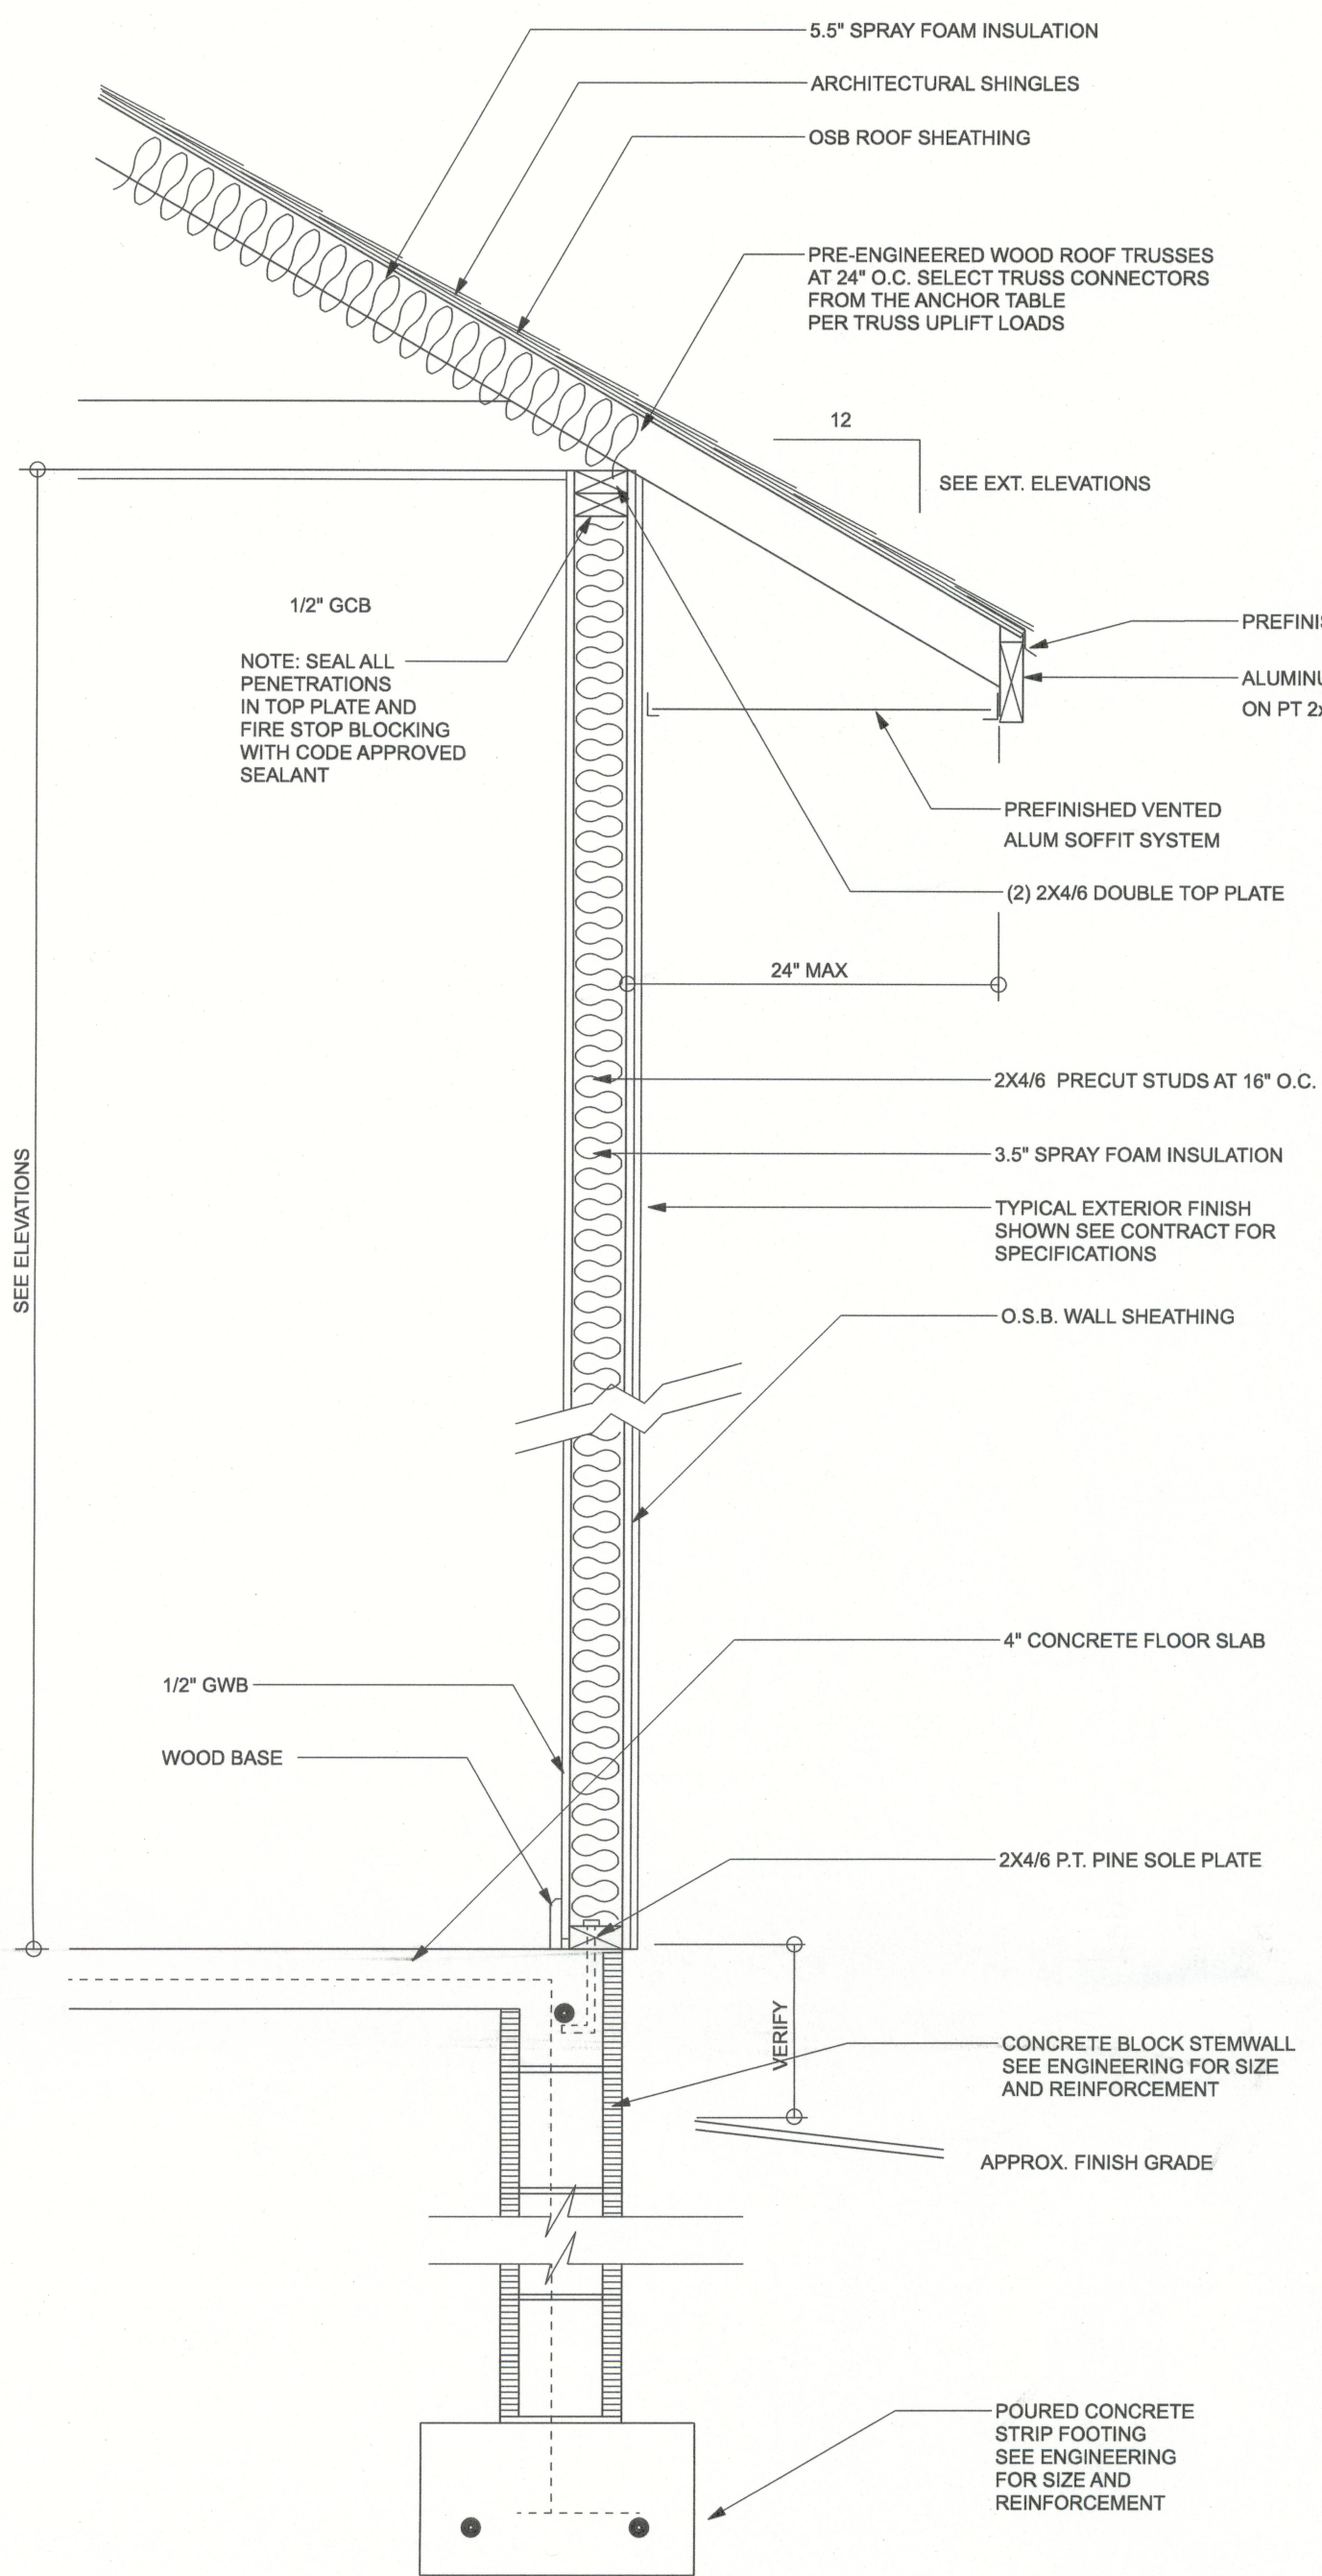 5.5" SPRAY FOAM INSULATION
ARCHITECTURAL SHINGLES
OSB ROOF SHEATHING
PRE-ENGINEERED WOOD ROOF TRUSSES
AT 24" O.C. SELECT TRUSS CONNECTORS
FROM THE ANCHOR TABLE
PER TRUSS UPLIFT LOADS
12
SEE EXT. ELEVATIONS
1/2" GCB
NOTE: SEAL ALL
PENETRATIONS
IN TOP PLATE AND
FIRE STOP BLOCKING
WITH CODE APPROVED
SEALANT
PREFINIS
ALUMINU
ON PT 2x
PREFINISHED VENTED
ALUM SOFFIT SYSTEM
(2) 2X4/6 DOUBLE TOP PLATE
24" MAX
2X4/6 PRECUT STUDS AT 16" O.C.
3.5" SPRAY FOAM INSULATION
TYPICAL EXTERIOR FINISH
SHOWN SEE CONTRACT FOR
SPECIFICATIONS
SEE ELEVATIONS
O.S.B. WALL SHEATHING
4" CONCRETE FLOOR SLAB
1/2" GWB
WOOD BASE
2X4/6 P.T. PINE SOLE PLATE
VERIFY
CONCRETE BLOCK STEMWALL
SEE ENGINEERING FOR SIZE
AND REINFORCEMENT
APPROX. FINISH GRADE
POURED CONCRETE
STRIP FOOTING
SEE ENGINEERING
FOR SIZE AND
REINFORCEMENT